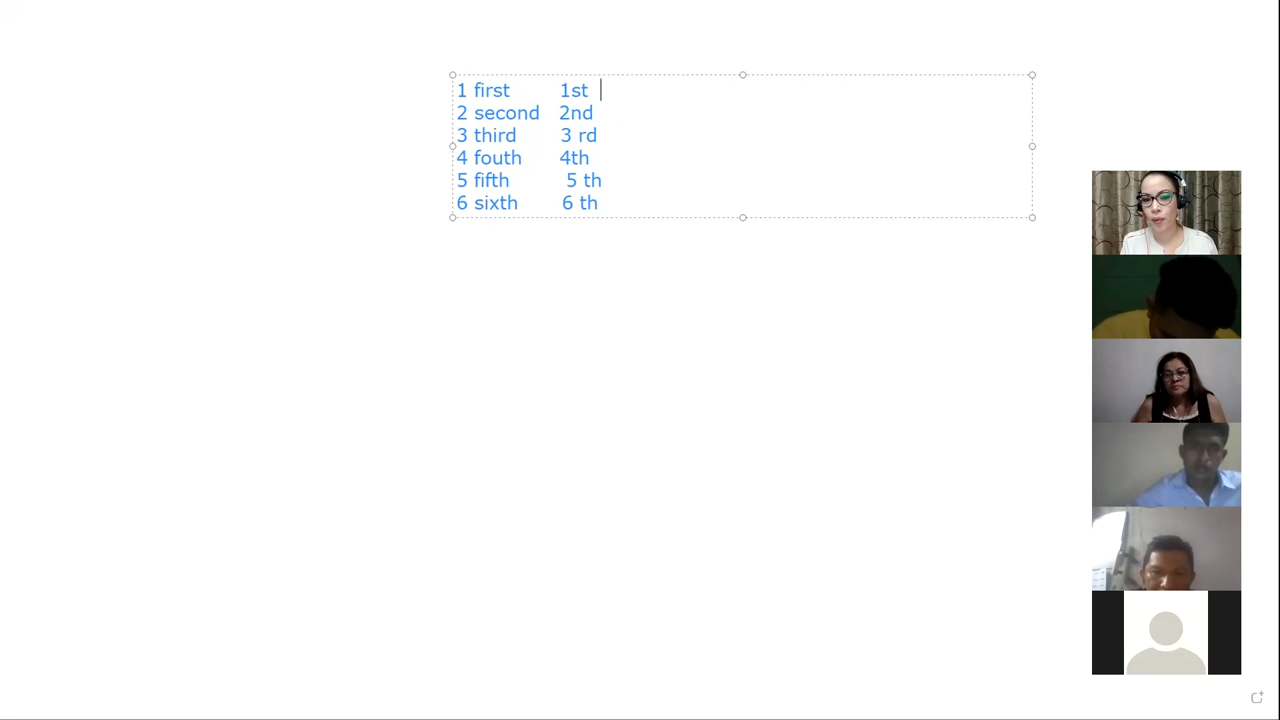 1 first 1st
2 second 2nd
3 third 3 rd
4 fouth 4th
5 fifth 5 th
6 sixth 6 th